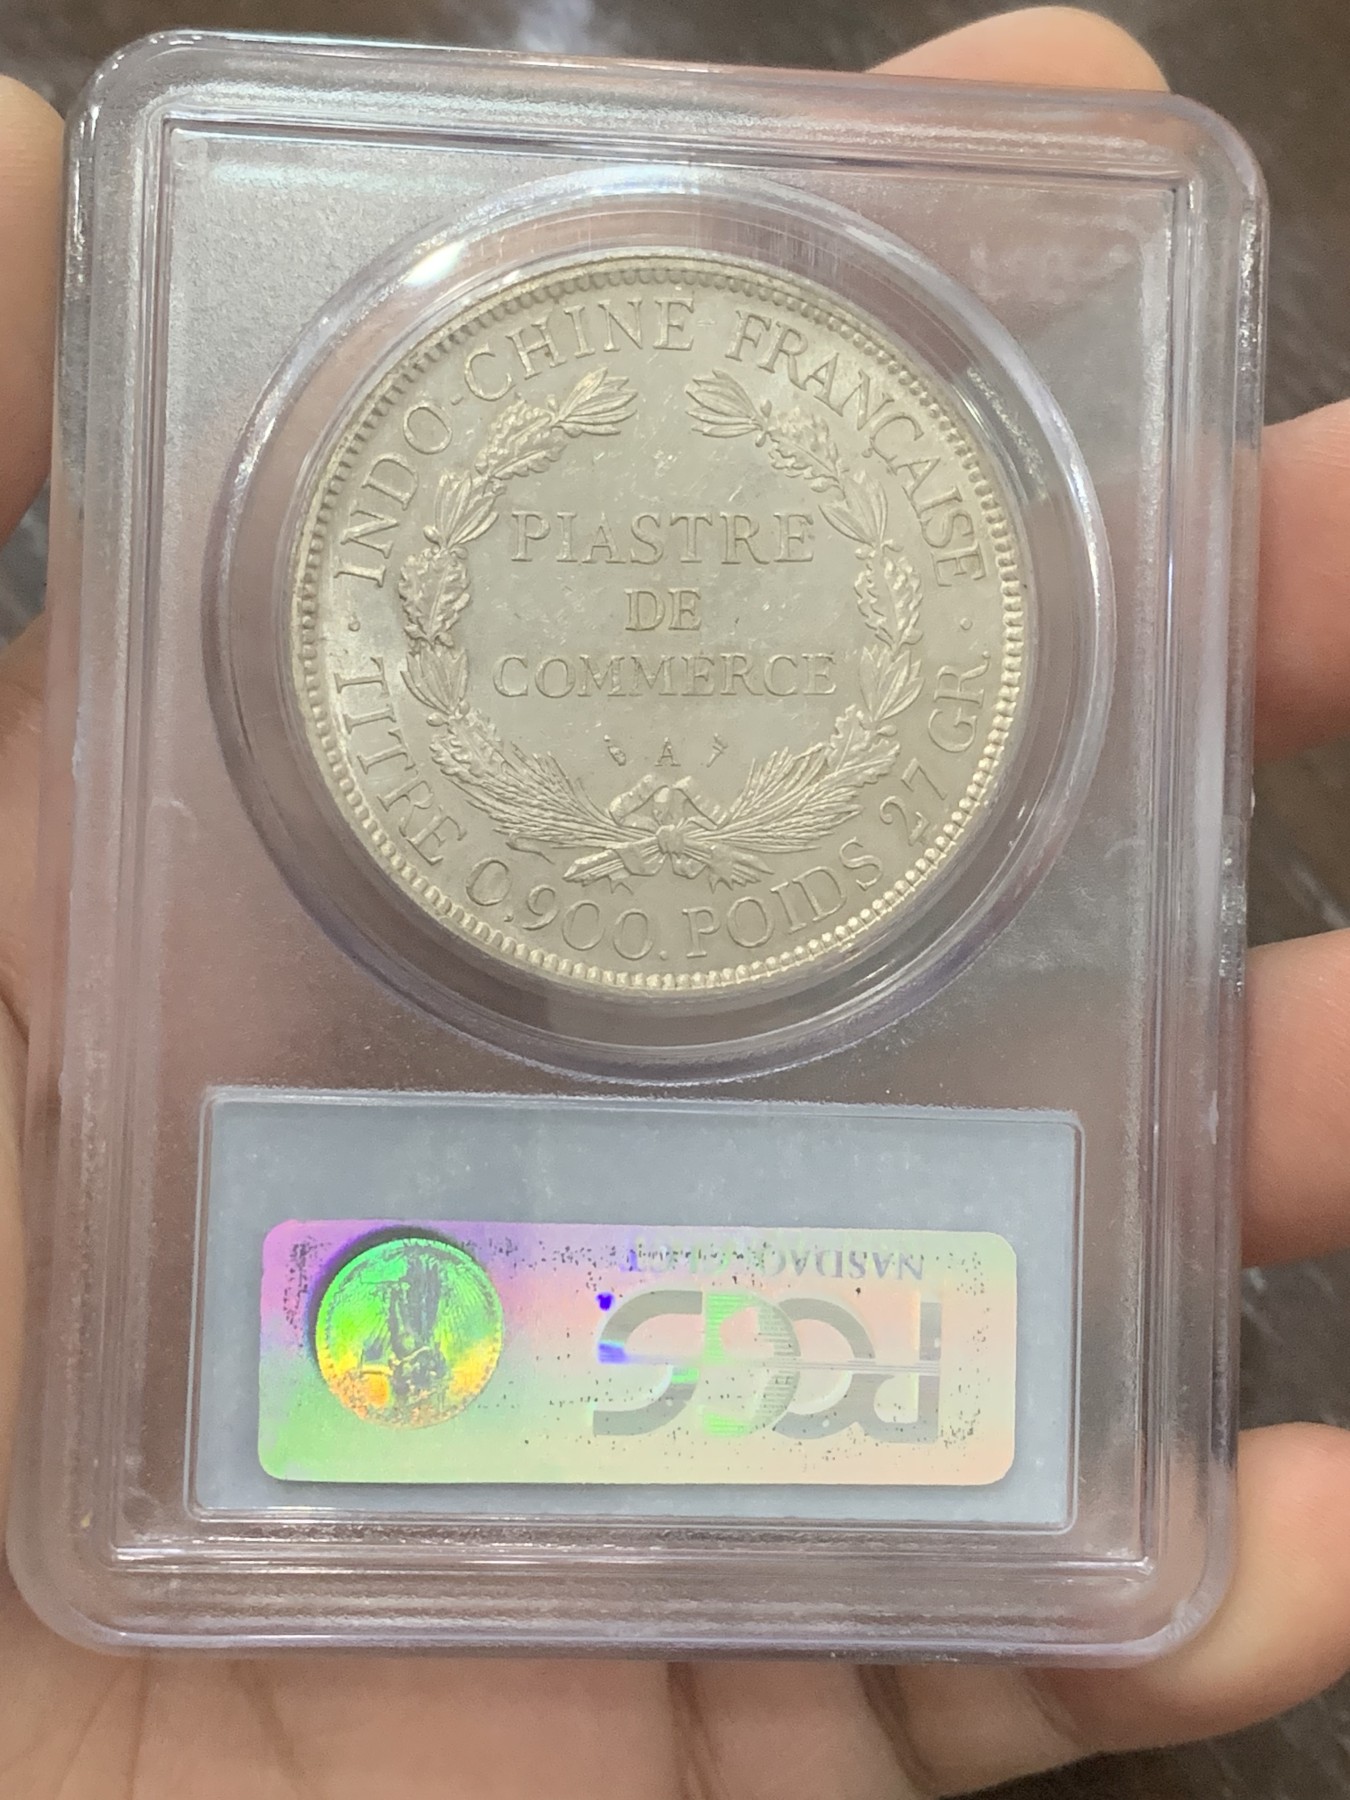 INDO-CHINE FRANÇAISE
PIASTRE
DE
COMMERCE
A
TITRE 0,900. POIDS 27 GR.
PCGS
NASDAQ: CLCT